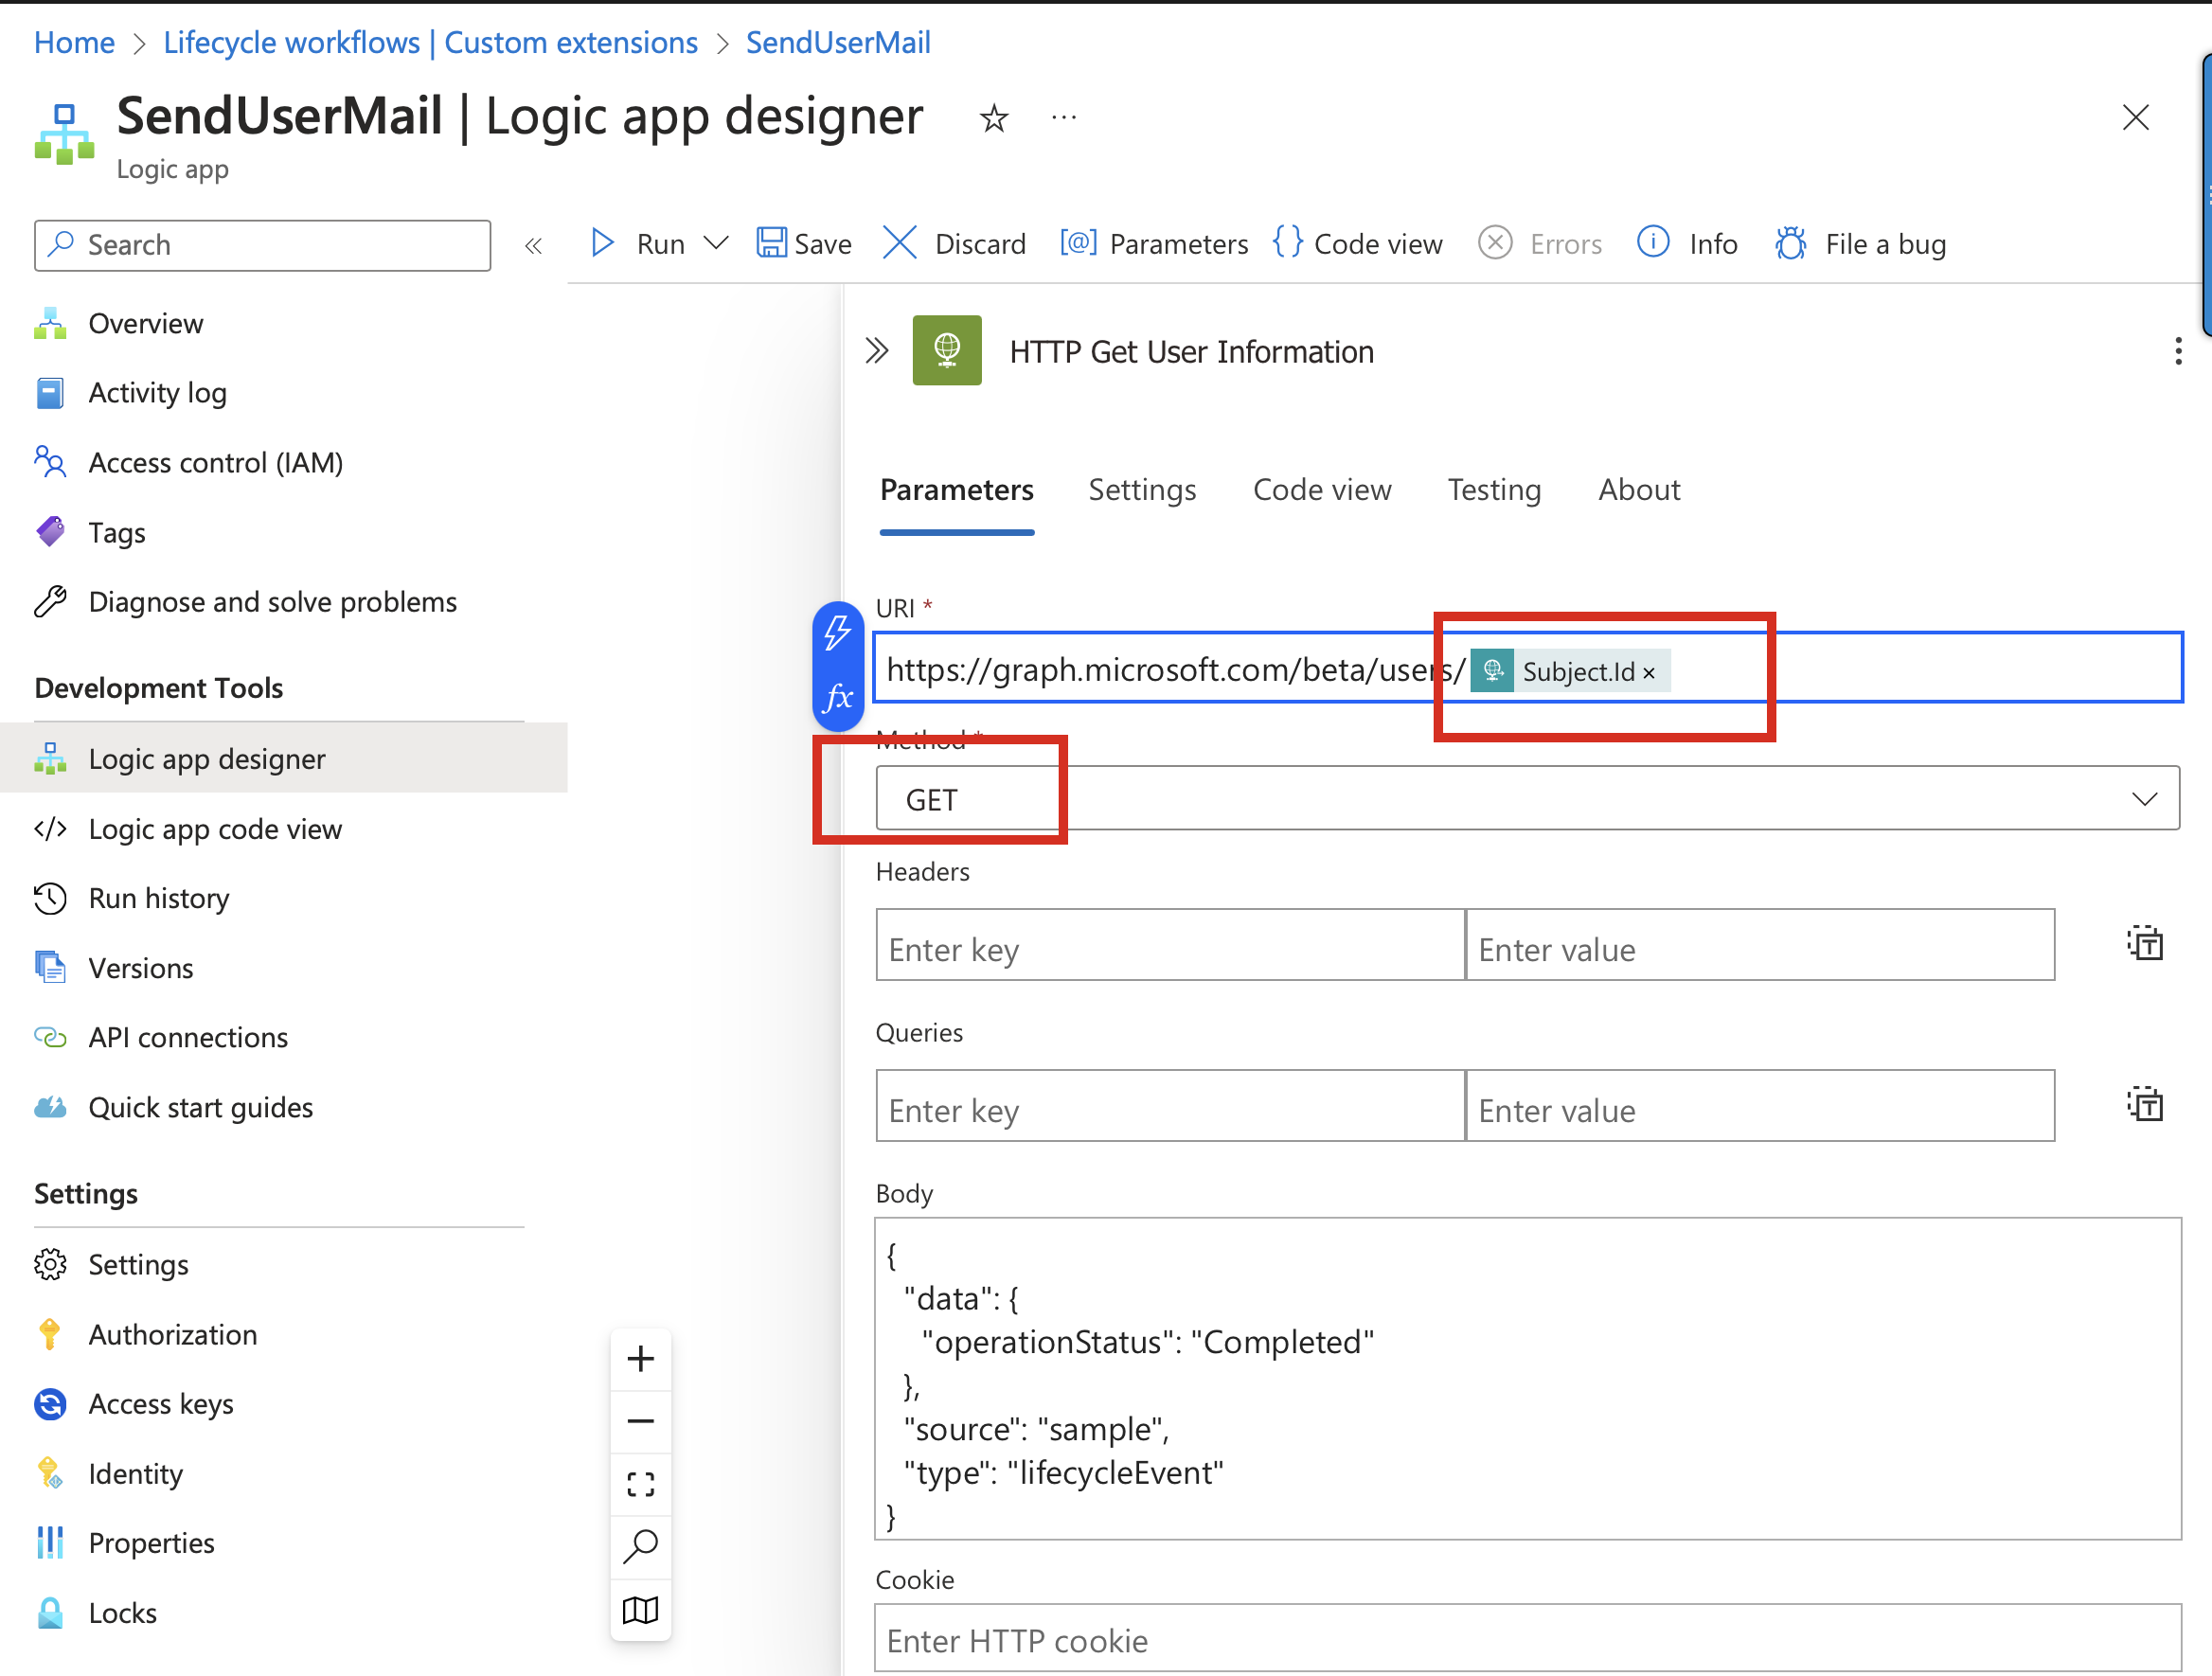 Home > Lifecycle workflows | Custom extensions > SendUserMail
SendUserMail | Logic app designer ☆ ...
Logic app
Search «
Run
Save
Discard
[@] Parameters
{} Code view
Errors
Info
File a bug
Overview
Activity log
Access control (IAM)
Tags
Diagnose and solve problems
Development Tools
Logic app designer
</> Logic app code view
Run history
Versions
API connections
Quick start guides
Settings
Settings
Authorization
Access keys
Identity
Properties
Locks
HTTP Get User Information
Parameters
Settings
Code view
Testing
About
URI *
fx
https://graph.microsoft.com/beta/users/ Subject.Id ×
Method *
GET
Headers
Enter key
Enter value
Queries
Enter key
Enter value
Body
{
"data": {
"operationStatus": "Completed"
},
"source": "sample",
"type": "lifecycleEvent"
}
Cookie
Enter HTTP cookie